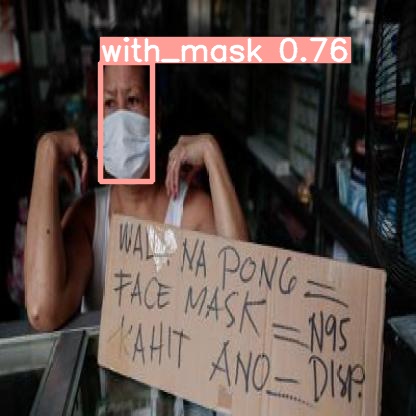 with_mask 0.76
WALA NA PONG =
FACE MASK = N95
KAHIT ANO = DISP.